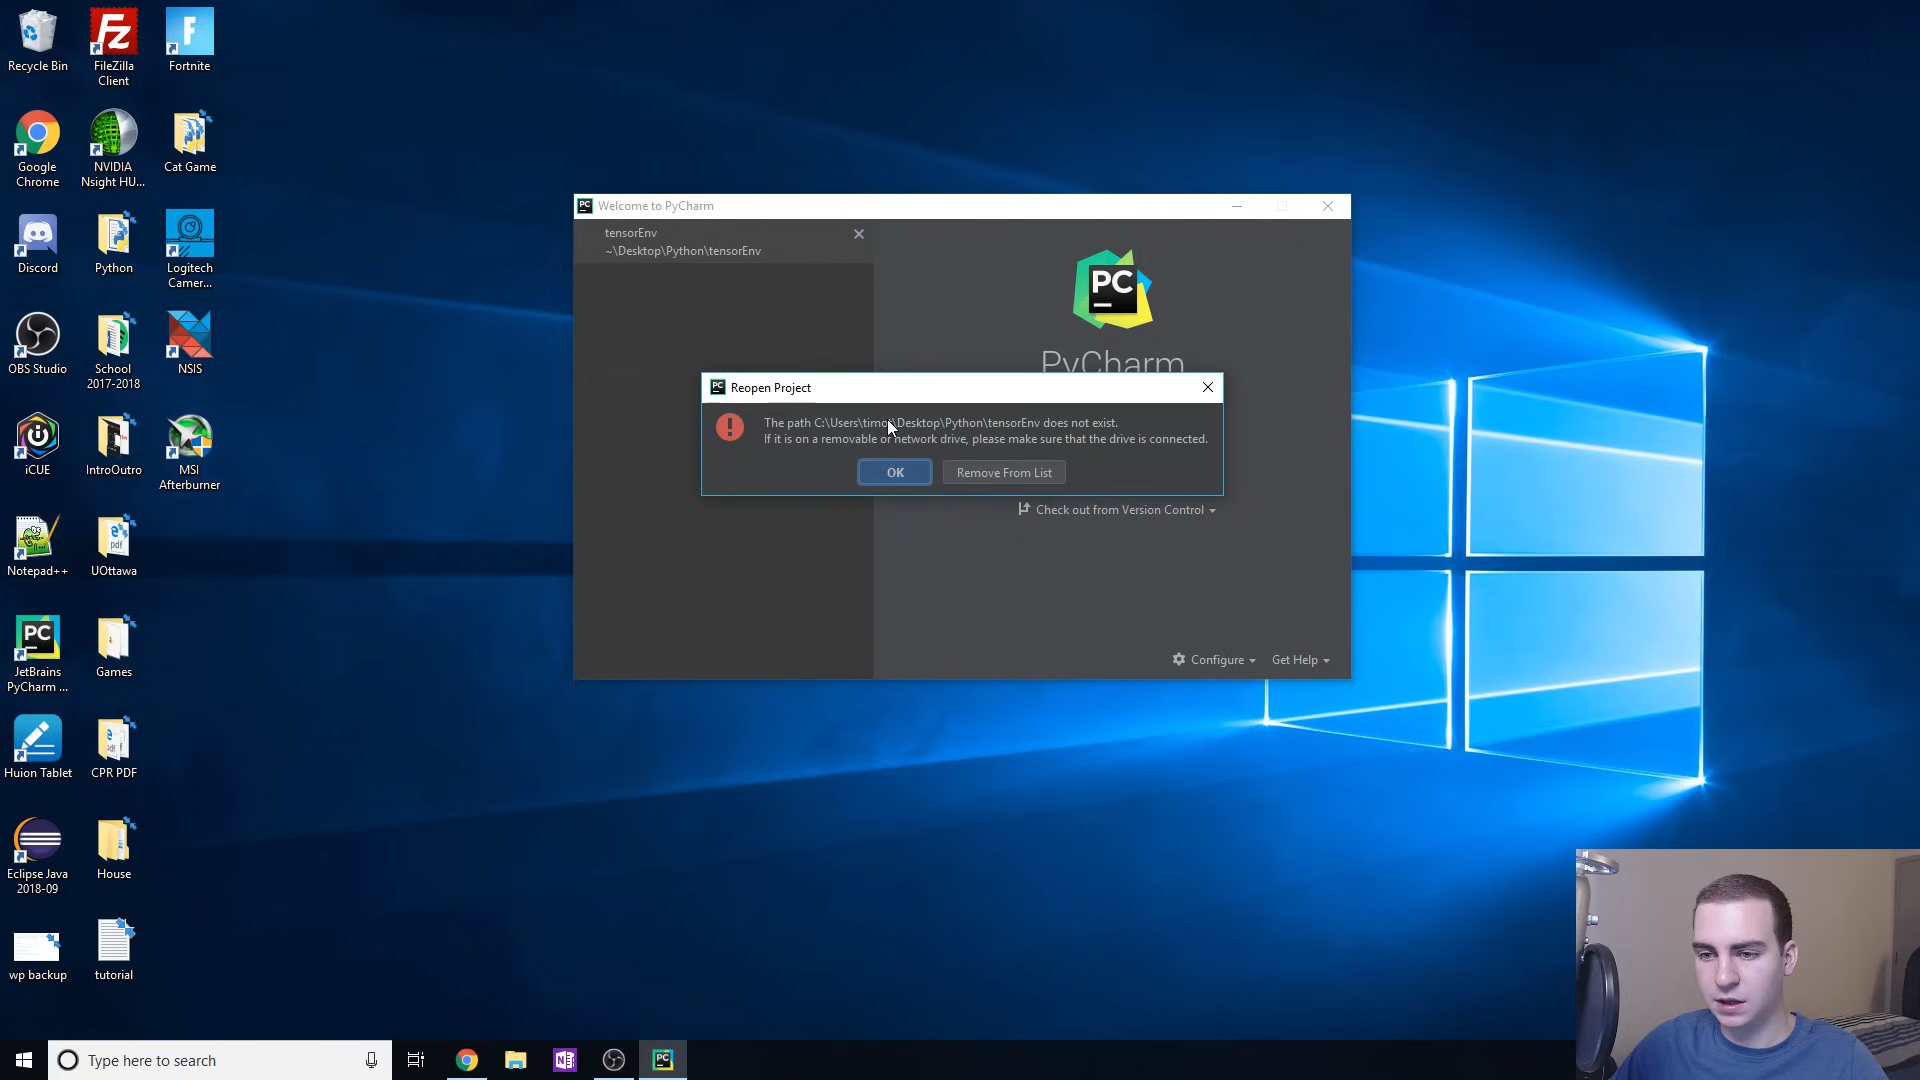 Recycle Bin
FileZilla
Client
Fortnite
Google
Chrome
NVIDIA
Nsight HU...
Cat Game
Discord
Python
Logitech
Camer...
OBS Studio
School
2017-2018
NSIS
iCUE
IntroOutro
MSI
Afterburner
Notepad++
UOttawa
JetBrains
PyCharm ...
Games
Huion Tablet
CPR PDF
Eclipse Java
2018-09
House
wp backup
tutorial
Welcome to PyCharm
tensorEnv
~\Desktop\Python\tensorEnv
PC
PyCharm
Reopen Project
The path C:\Users\timo\Desktop\Python\tensorEnv does not exist.
If it is on a removable or network drive, please make sure that the drive is connected.
OK
Remove From List
Check out from Version Control
Configure
Get Help
Type here to search